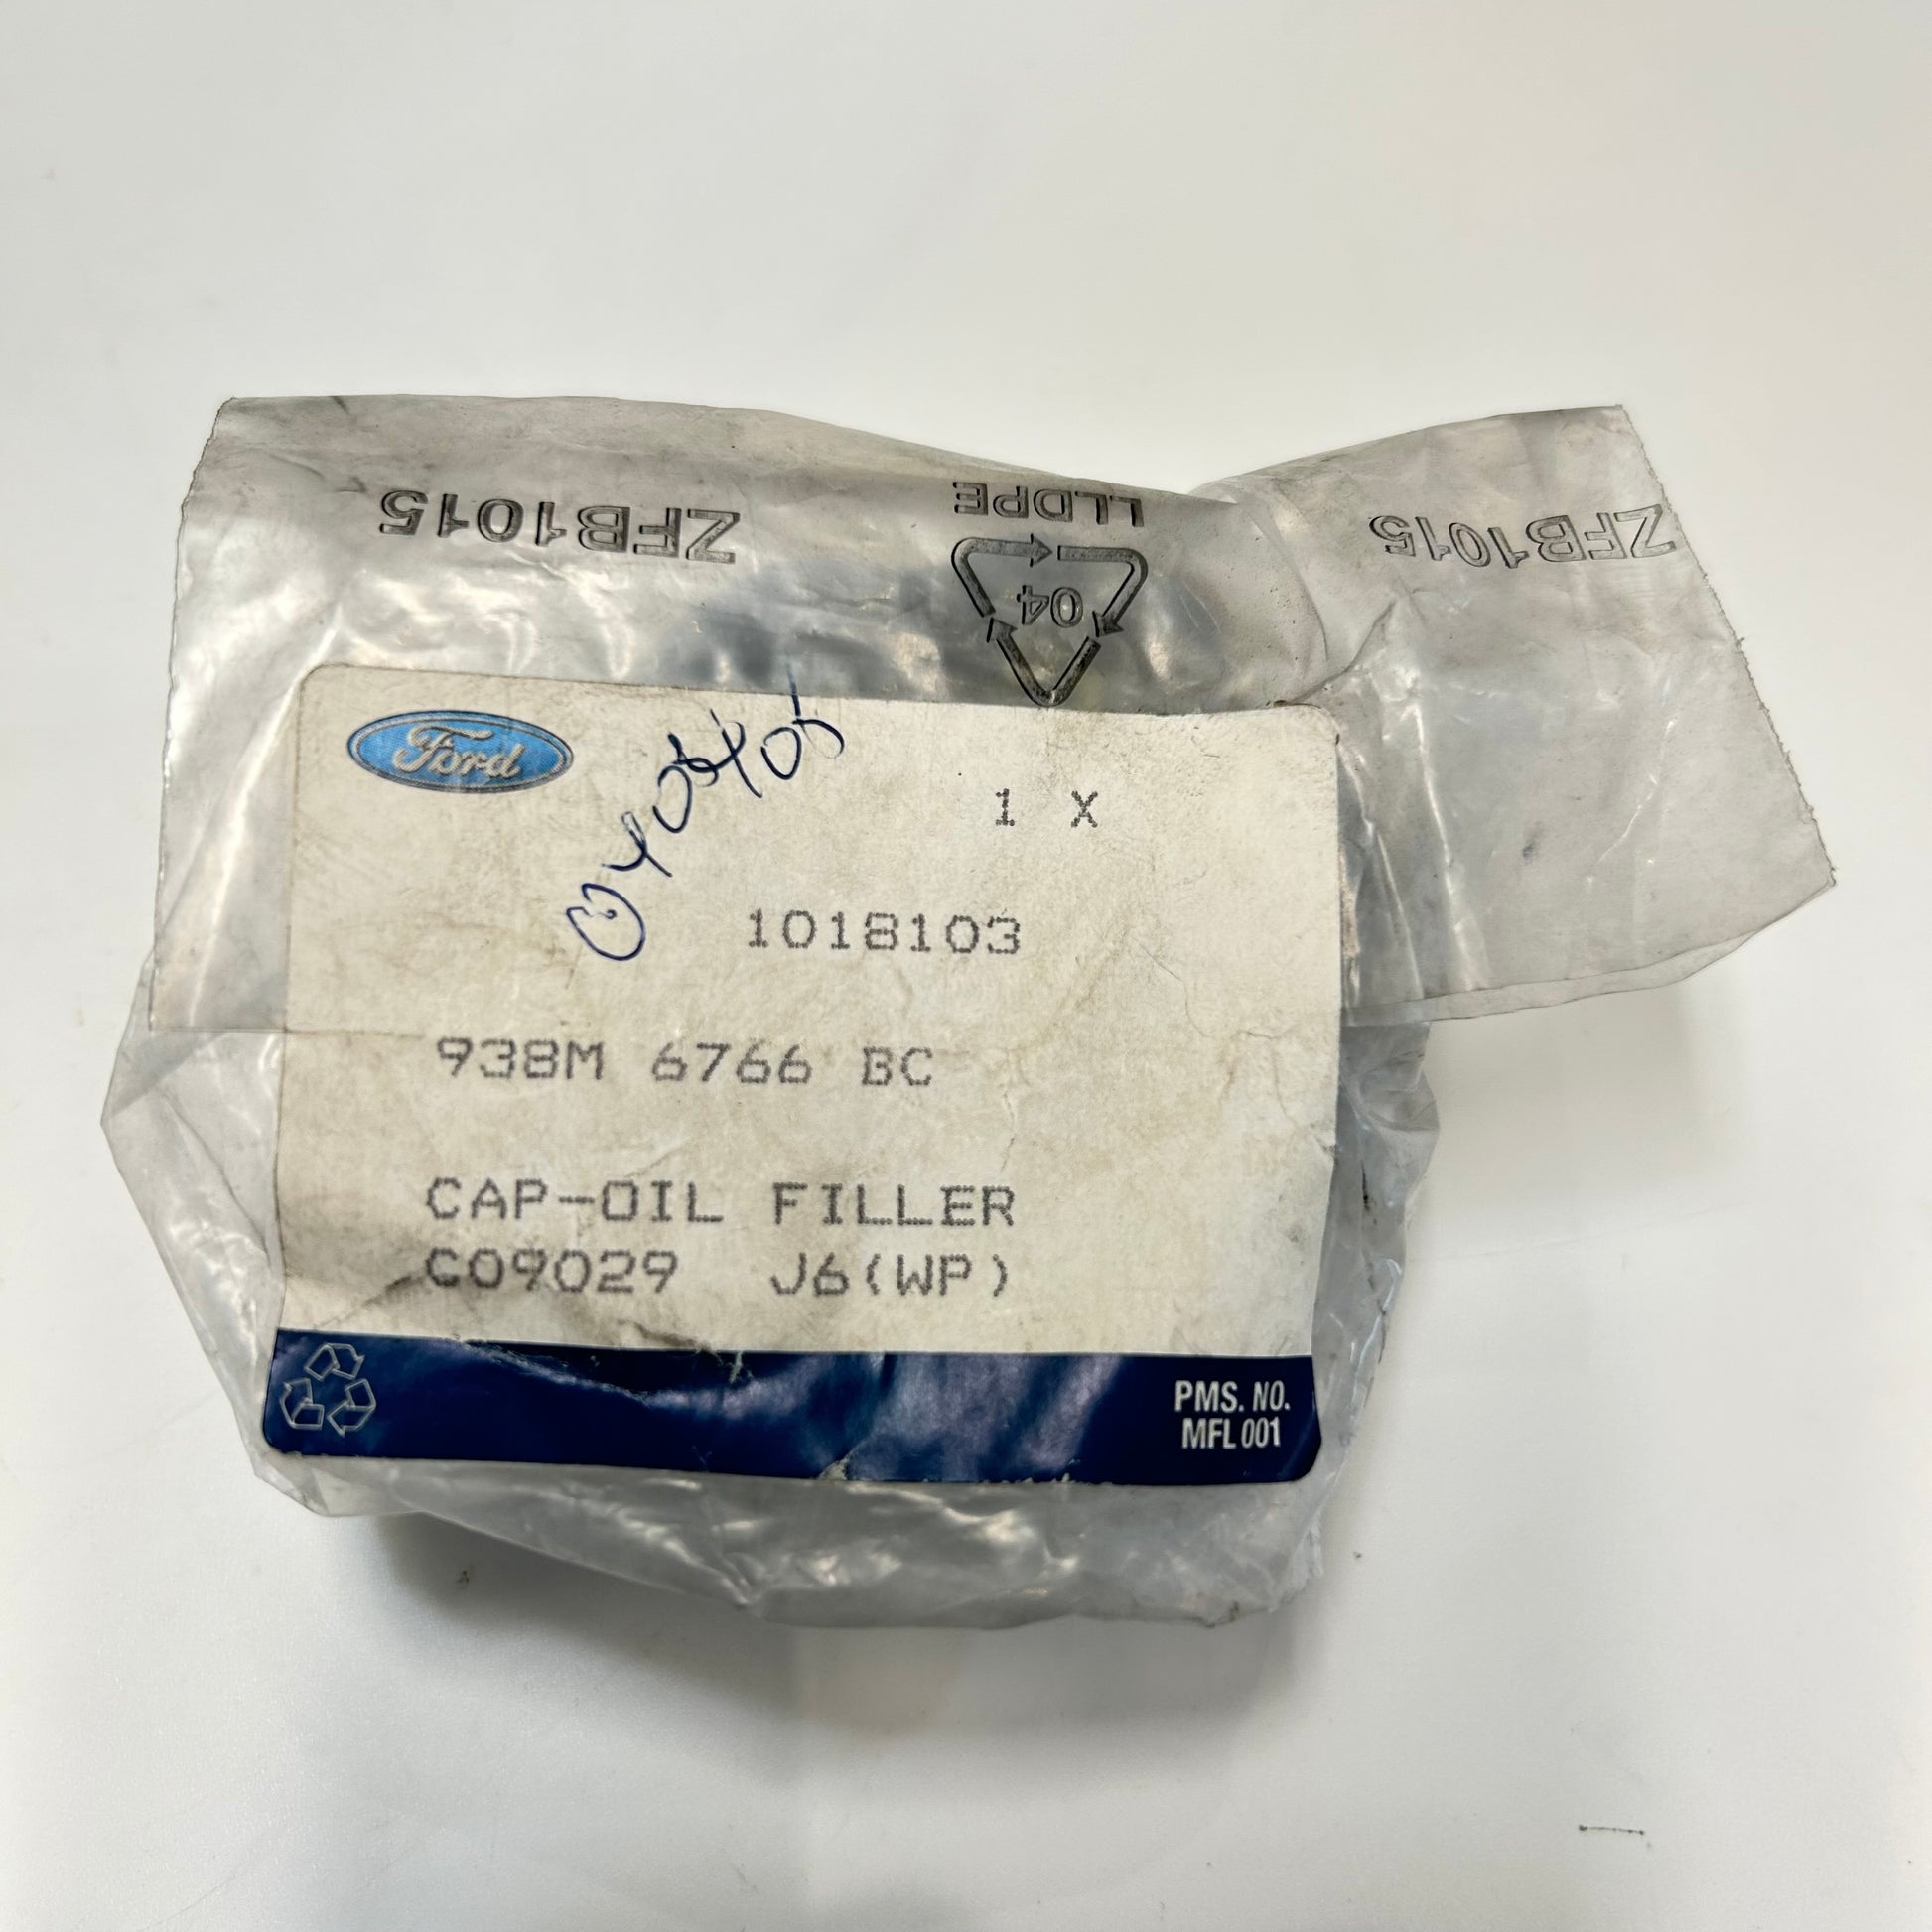 ZFB1015
LLDPE
04
ZFB1015
Ford
1 X
1018103
938M 6766 BC
CAP-OIL FILLER
C09029 J6(WP)
PMS. NO.
MFL 001